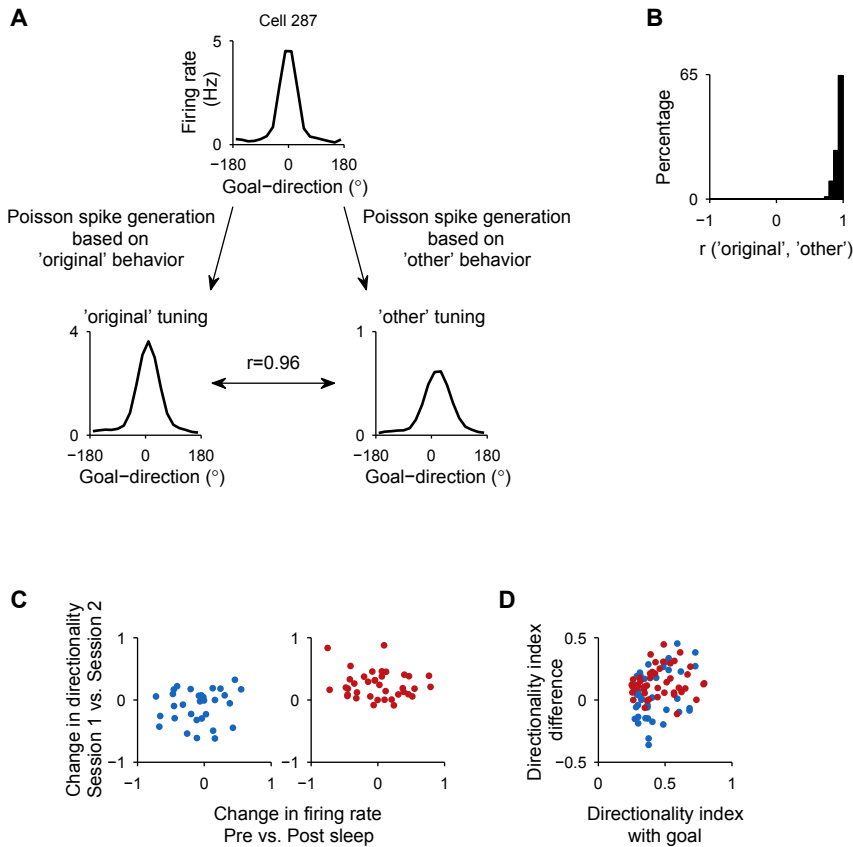 A
Cell 287
Firing rate
(Hz)
5
0
−180 0 180
Goal−direction (°)
Poisson spike generation
based on
'original' behavior
Poisson spike generation
based on
'other' behavior
'original' tuning
4
0
−180 0 180
Goal−direction (°)
r=0.96
'other' tuning
1
0
−180 0 180
Goal−direction (°)
B
Percentage
65
0
−1 0 1
r ('original', 'other')
C
Change in directionality
Session 1 vs. Session 2
1
0
−1
−1 0 1
1
0
−1
−1 0 1
Change in firing rate
Pre vs. Post sleep
D
Directionality index
difference
0.5
0
−0.5
0 0.5 1
Directionality index
with goal